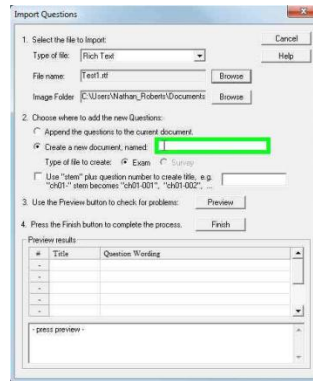 Import Questions
1. Select the file to Import:
Cancel
Type of file: Rich Text
Help
File name: Test1.rtf Browse
Image Folder C:\Users\Nathan_Roberts\Documents Browse
2. Choose where to add the new Questions:
Append the questions to the current document.
Create a new document, named:
Type of file to create: Exam Survey
Use "stem" plus question number to create title, e.g.
"ch01-" stem becomes "ch01-001", "ch01-002", ...
3. Use the Preview button to check for problems: Preview
4. Press the Finish button to complete the process. Finish
Preview results
# Title Question Wording
-
-
-
-
- press preview -